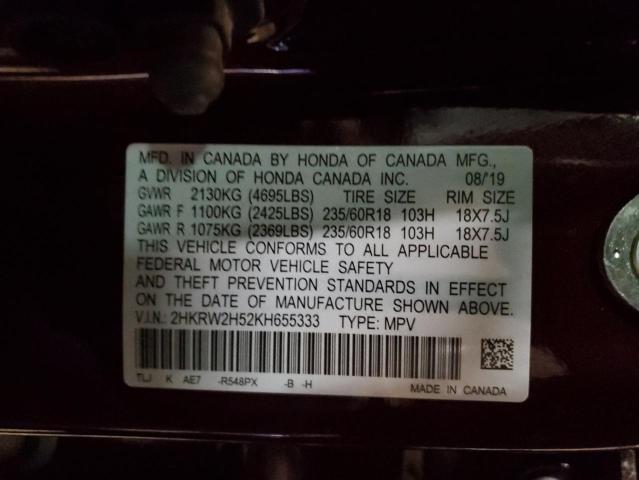 MFD. IN CANADA BY HONDA OF CANADA MFG.,
A DIVISION OF HONDA CANADA INC. 08/'19
GVWR 2130KG (4695LBS) TIRE SIZE RIM SIZE
GAWR F 1100KG (2425LBS) 235/60R18 103H 18X7.5J
GAWR R 1075KG (2369LBS) 235/60R18 103H 18X7.5J
THIS VEHICLE CONFORMS TO ALL APPLICABLE
FEDERAL MOTOR VEHICLE SAFETY
AND THEFT PREVENTION STANDARDS IN EFFECT
ON THE DATE OF MANUFACTURE SHOWN ABOVE.
V.I.N.: 2HKRW2H52KH655333 TYPE: MPV
TLJ K AE7 -R548PX -B -H
MADE IN CANADA